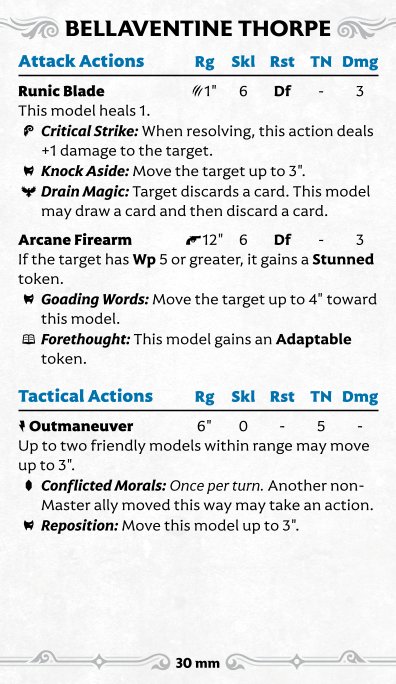 BELLAVENTINE THORPE
Attack Actions Rg Skl Rst TN Dmg
Runic Blade 1" 6 Df - 3
This model heals 1.
Critical Strike: When resolving, this action deals
+1 damage to the target.
Knock Aside: Move the target up to 3".
Drain Magic: Target discards a card. This model
may draw a card and then discard a card.
Arcane Firearm 12" 6 Df - 3
If the target has Wp 5 or greater, it gains a Stunned
token.
Goading Words: Move the target up to 4" toward
this model.
Forethought: This model gains an Adaptable
token.
Tactical Actions Rg Skl Rst TN Dmg
Outmaneuver 6" 0 - 5 -
Up to two friendly models within range may move
up to 3".
Conflicted Morals: Once per turn. Another non-
Master ally moved this way may take an action.
Reposition: Move this model up to 3".
30 mm